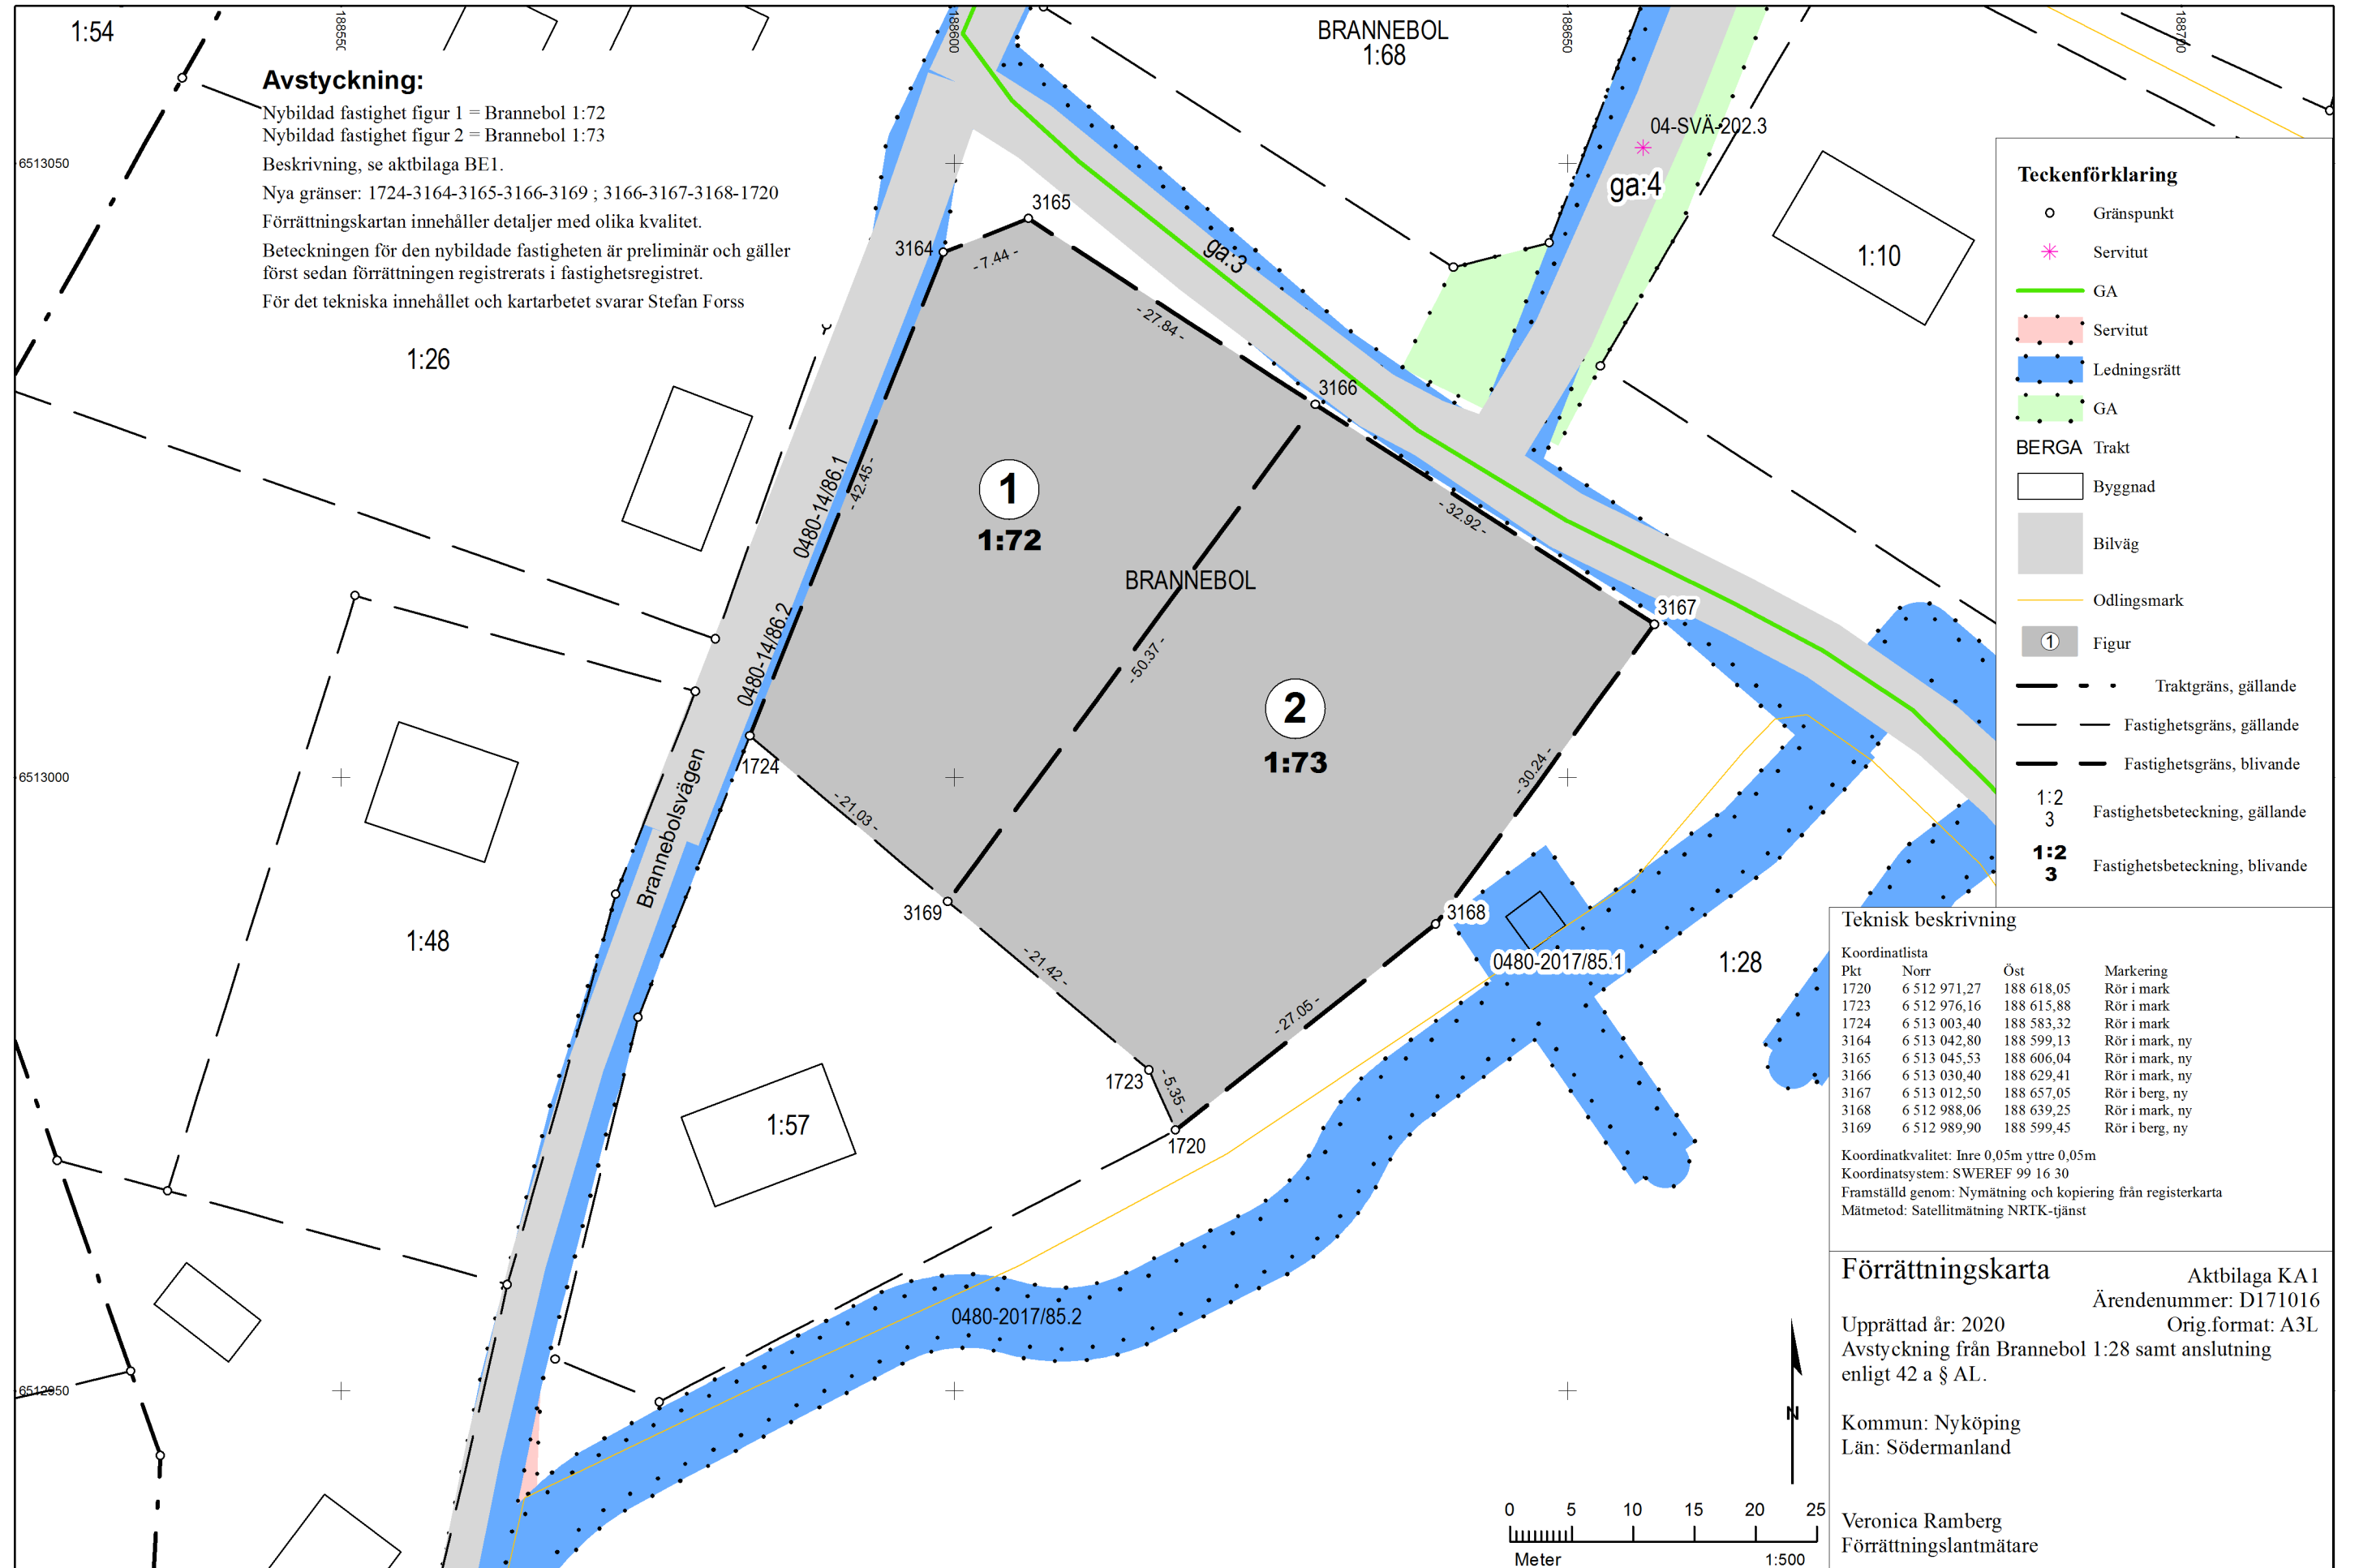 1:54
Avstyckning:
Nybildad fastighet figur 1 = Brannebol 1:72
Nybildad fastighet figur 2 = Brannebol 1:73
Beskrivning, se aktbilaga BE1.
Nya gränser: 1724-3164-3165-3166-3169 ; 3166-3167-3168-1720
Förrättningskartan innehåller detaljer med olika kvalitet.
Beteckningen för den nybildade fastigheten är preliminär och gäller
först sedan förrättningen registrerats i fastighetsregistret.
För det tekniska innehållet och kartarbetet svarar Stefan Forss
188600
188650
188700
6513050
6513000
6512950
BRANNEBOL
1:68
04-SVÄ-202.3
ga:4
ga:3
1:10
1:26
3165
3164
- 7.44 -
- 27.84 -
3166
- 42.45 -
0480-14/86.1
0480-14/86.2
1
1:72
BRANNEBOL
- 32.92 -
3167
- 50.37 -
2
1:73
- 30.24 -
1724
- 21.03 -
Brannebolsvägen
3169
- 21.42 -
3168
0480-2017/85.1
1:28
- 27.05 -
1:48
1723
- 5.35 -
1720
1:57
0480-2017/85.2
Teckenförklaring
Gränspunkt
Servitut
GA
Servitut
Ledningsrätt
GA
BERGA Trakt
Byggnad
Bilväg
Odlingsmark
1 Figur
Traktgräns, gällande
Fastighetsgräns, gällande
Fastighetsgräns, blivande
1:2
3 Fastighetsbeteckning, gällande
1:2
3 Fastighetsbeteckning, blivande
Teknisk beskrivning
Koordinatlista
Pkt Norr Öst Markering
1720 6 512 971,27 188 618,05 Rör i mark
1723 6 512 976,16 188 615,88 Rör i mark
1724 6 513 003,40 188 583,32 Rör i mark
3164 6 513 042,80 188 599,13 Rör i mark, ny
3165 6 513 045,53 188 606,04 Rör i mark, ny
3166 6 513 030,40 188 629,41 Rör i mark, ny
3167 6 513 012,50 188 657,05 Rör i berg, ny
3168 6 512 988,06 188 639,25 Rör i mark, ny
3169 6 512 989,90 188 599,45 Rör i berg, ny
Koordinatkvalitet: Inre 0,05m yttre 0,05m
Koordinatsystem: SWEREF 99 16 30
Framställd genom: Nymätning och kopiering från registerkarta
Mätmetod: Satellitmätning NRTK-tjänst
Förrättningskarta
Aktbilaga KA1
Ärendenummer: D171016
Upprättad år: 2020 Orig.format: A3L
Avstyckning från Brannebol 1:28 samt anslutning
enligt 42 a § AL.
Kommun: Nyköping
Län: Södermanland
Veronica Ramberg
Förrättningslantmätare
N
0 5 10 15 20 25
Meter 1:500